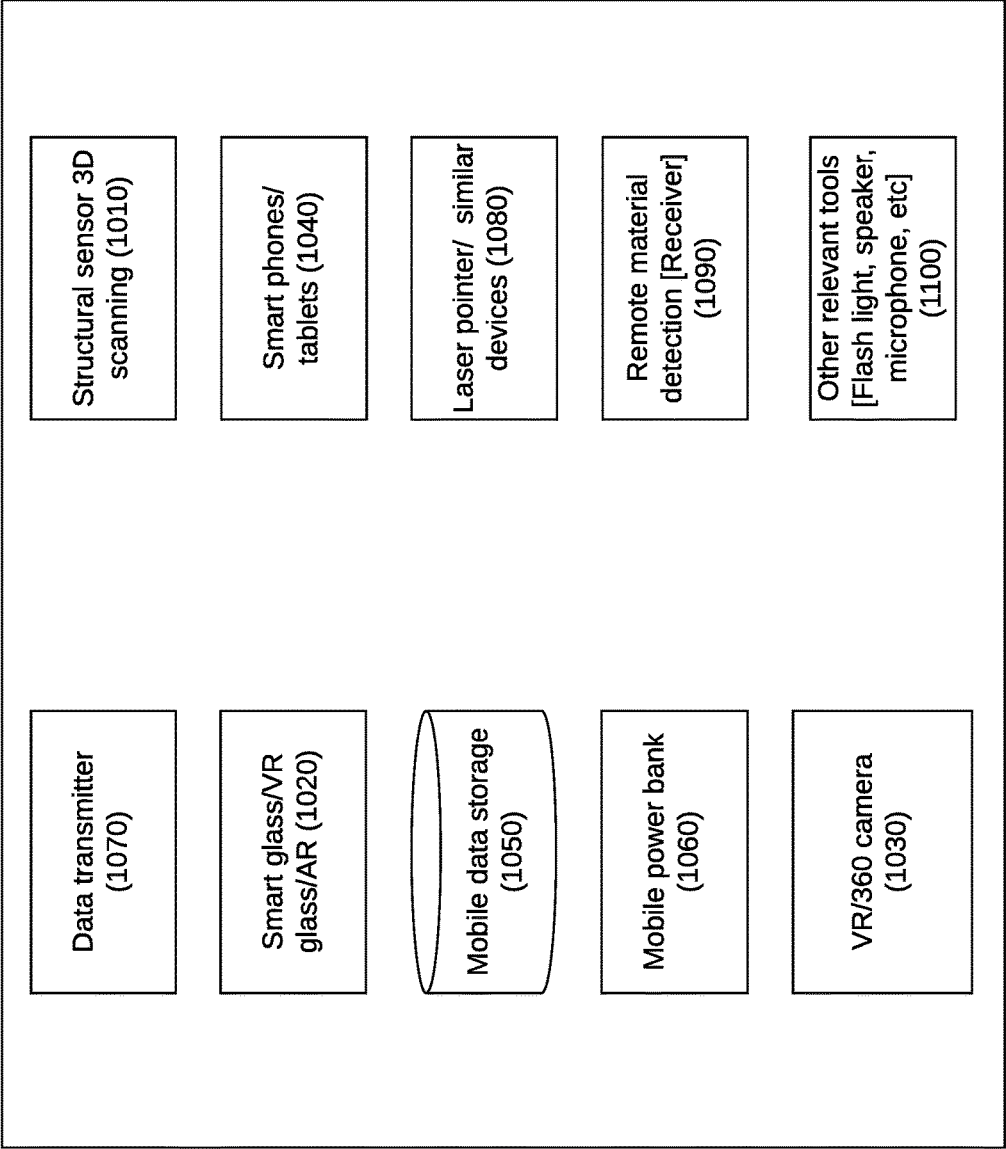 Data transmitter
(1070)
Structural sensor 3D
scanning (1010)
Smart glass/VR
glass/AR (1020)
Smart phones/
tablets (1040)
Mobile data storage
(1050)
Laser pointer/ similar
devices (1080)
Mobile power bank
(1060)
Remote material
detection [Receiver]
(1090)
VR/360 camera
(1030)
Other relevant tools
[Flash light, speaker,
microphone, etc]
(1100)